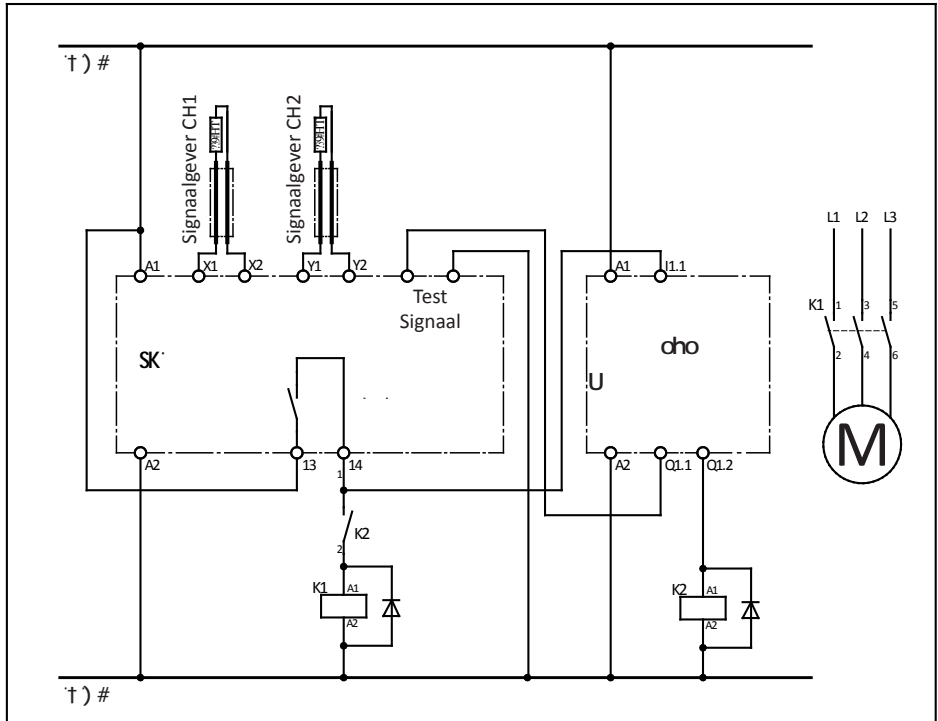 Signaalgever CH1
Signaalgever CH2
L1 L2 L3
A1 X1 X2 Y1 Y2 A1 I1.1
Test
Signaal
K1 1 3 5
2 4 6
SK
U
M
A2 13 14 A2 Q1.1 Q1.2
1
K2
2
K1 A1
A2
K2 A1
A2